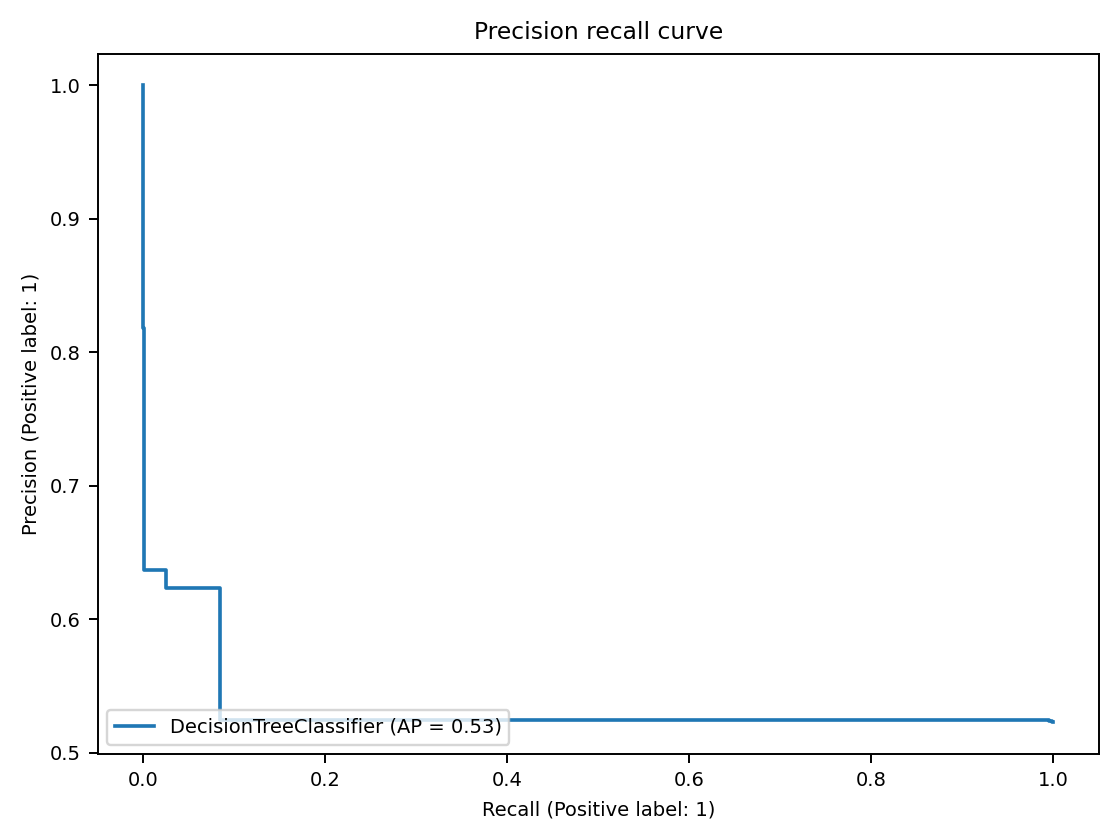 Precision recall curve
1.0
0.9
0.8
0.7
0.6
0.5
Precision (Positive label: 1)
DecisionTreeClassifier (AP = 0.53)
0.0 0.2 0.4 0.6 0.8 1.0
Recall (Positive label: 1)